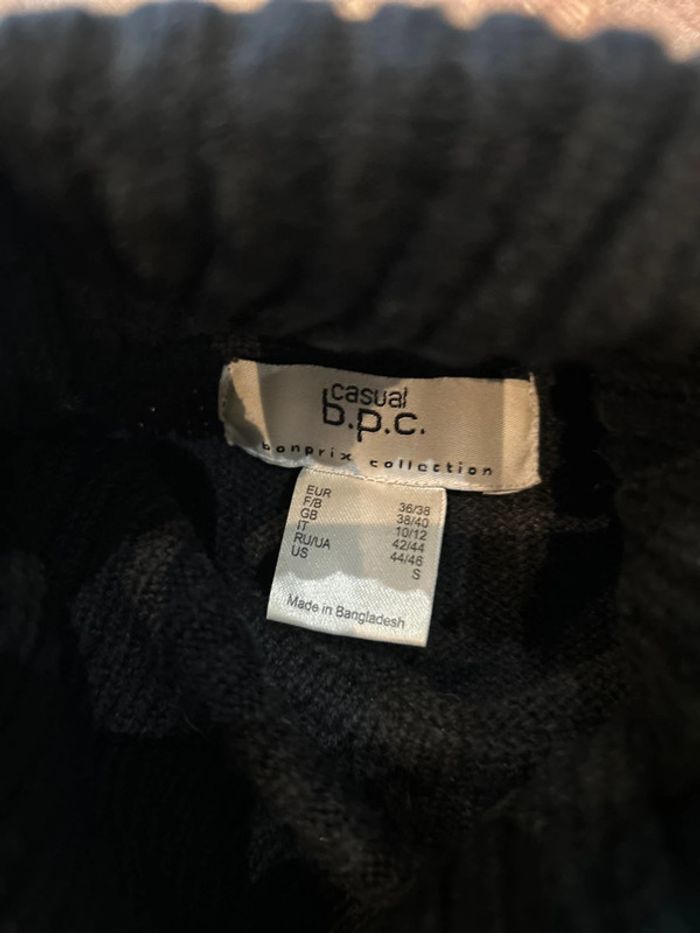 casual
b.p.c.
bonprix collection
EUR 36/38
F/B 38/40
GB 10/12
IT 42/44
RU/UA 44/46
US S
Made in Bangladesh